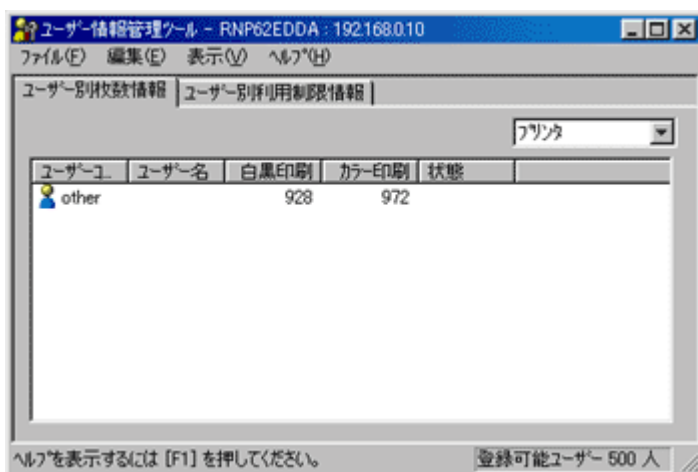 ユーザー情報管理ツール - RNP62EDDA : 192.168.0.10
ファイル(F) 編集(E) 表示(V) ヘルプ(H)
ユーザー別枚数情報 ユーザー別利用制限情報
プリンタ
ユーザーコ... ユーザー名 白黒印刷 カラー印刷 状態
other 928 972
ヘルプを表示するには [F1] を押してください。 登録可能ユーザー 500 人